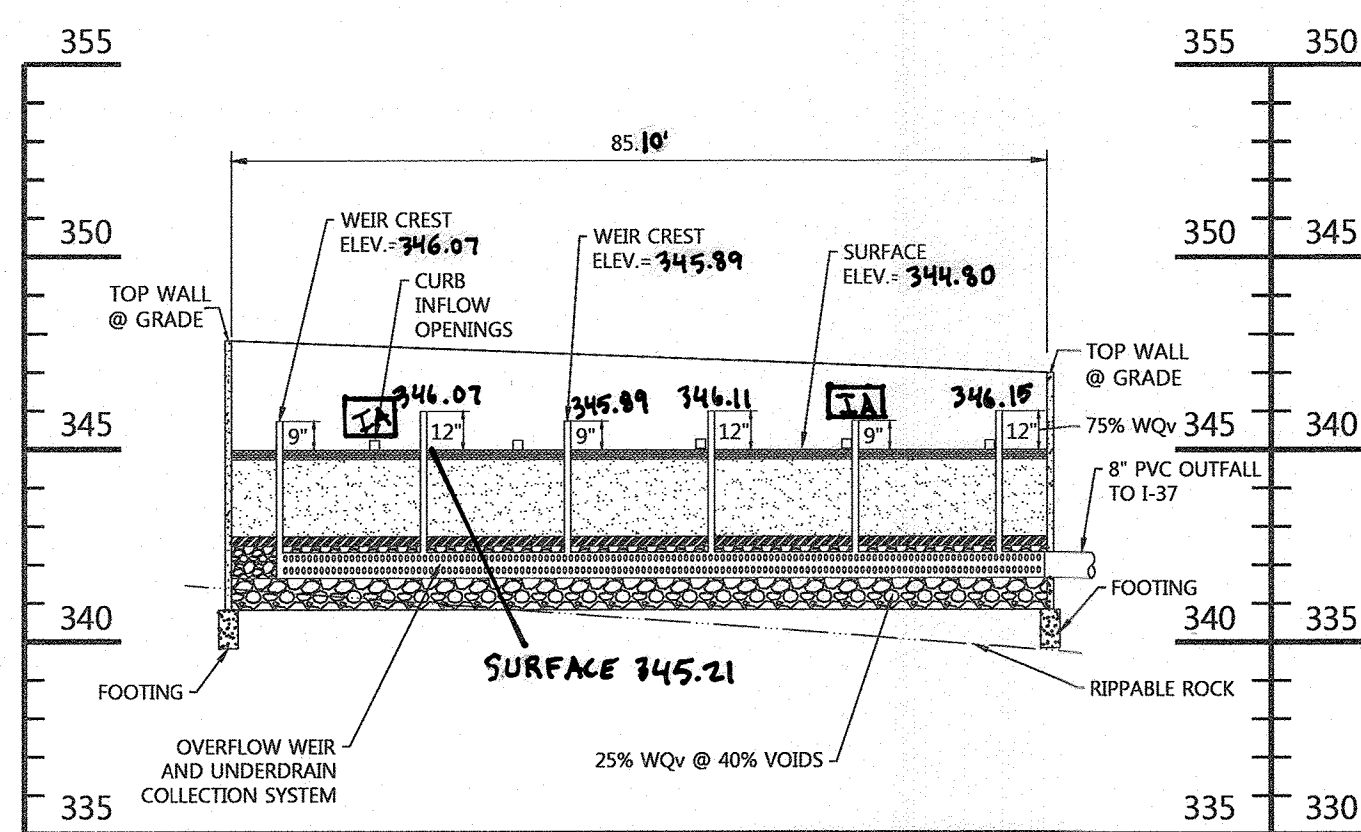 355
355 350
85.10'
WEIR CREST
ELEV.=346.07
WEIR CREST
ELEV.= 345.89
SURFACE
ELEV.= 344.80
350
350 345
CURB
INFLOW
OPENINGS
TOP WALL
@ GRADE
TOP WALL
@ GRADE
IA
346.07
345.89
346.11
IA
346.15
9"
12"
9"
12"
9"
12"
75% WQv
345
345 340
8" PVC OUTFALL
TO I-37
FOOTING
340
340 335
SURFACE 345.21
FOOTING
RIPPABLE ROCK
OVERFLOW WEIR
AND UNDERDRAIN
COLLECTION SYSTEM
25% WQv @ 40% VOIDS
335
335 330